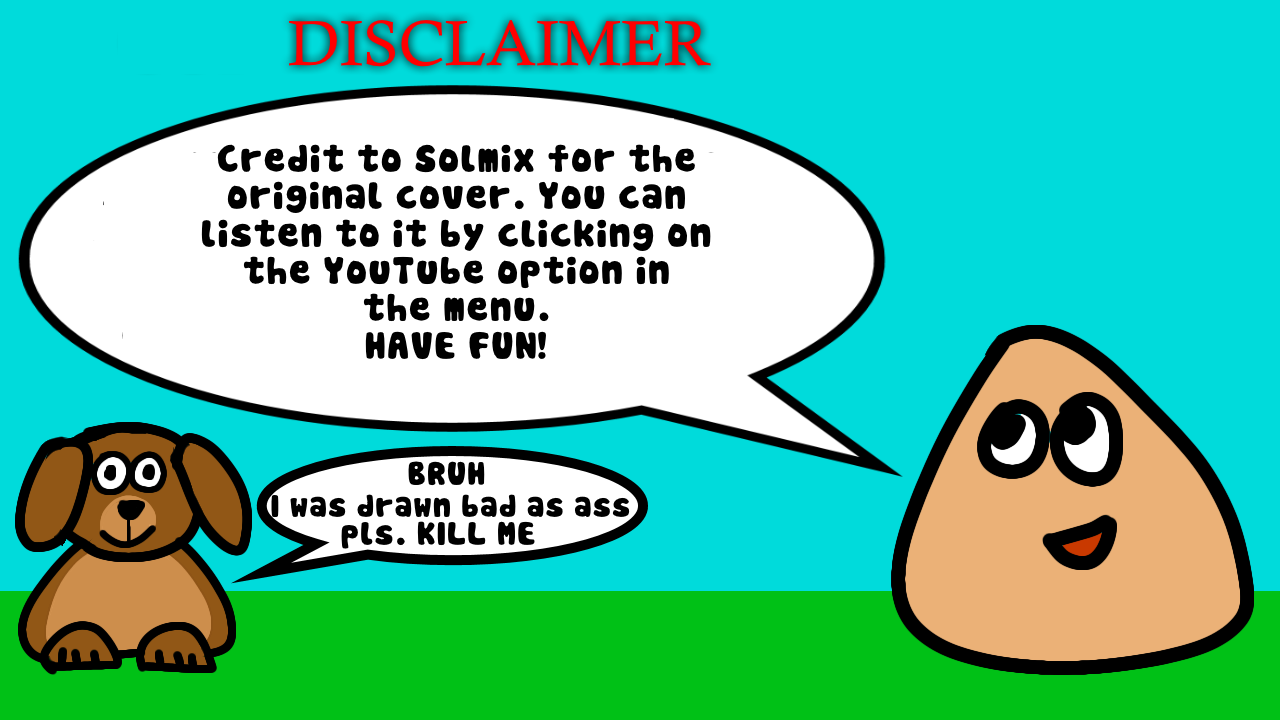 DISCLAIMER
Credit to Solmix for the
original cover. You can
listen to it by clicking on
the YouTube option in
the menu.
HAVE FUN!
BRUH
I was drawn bad as ass
pls. KILL ME